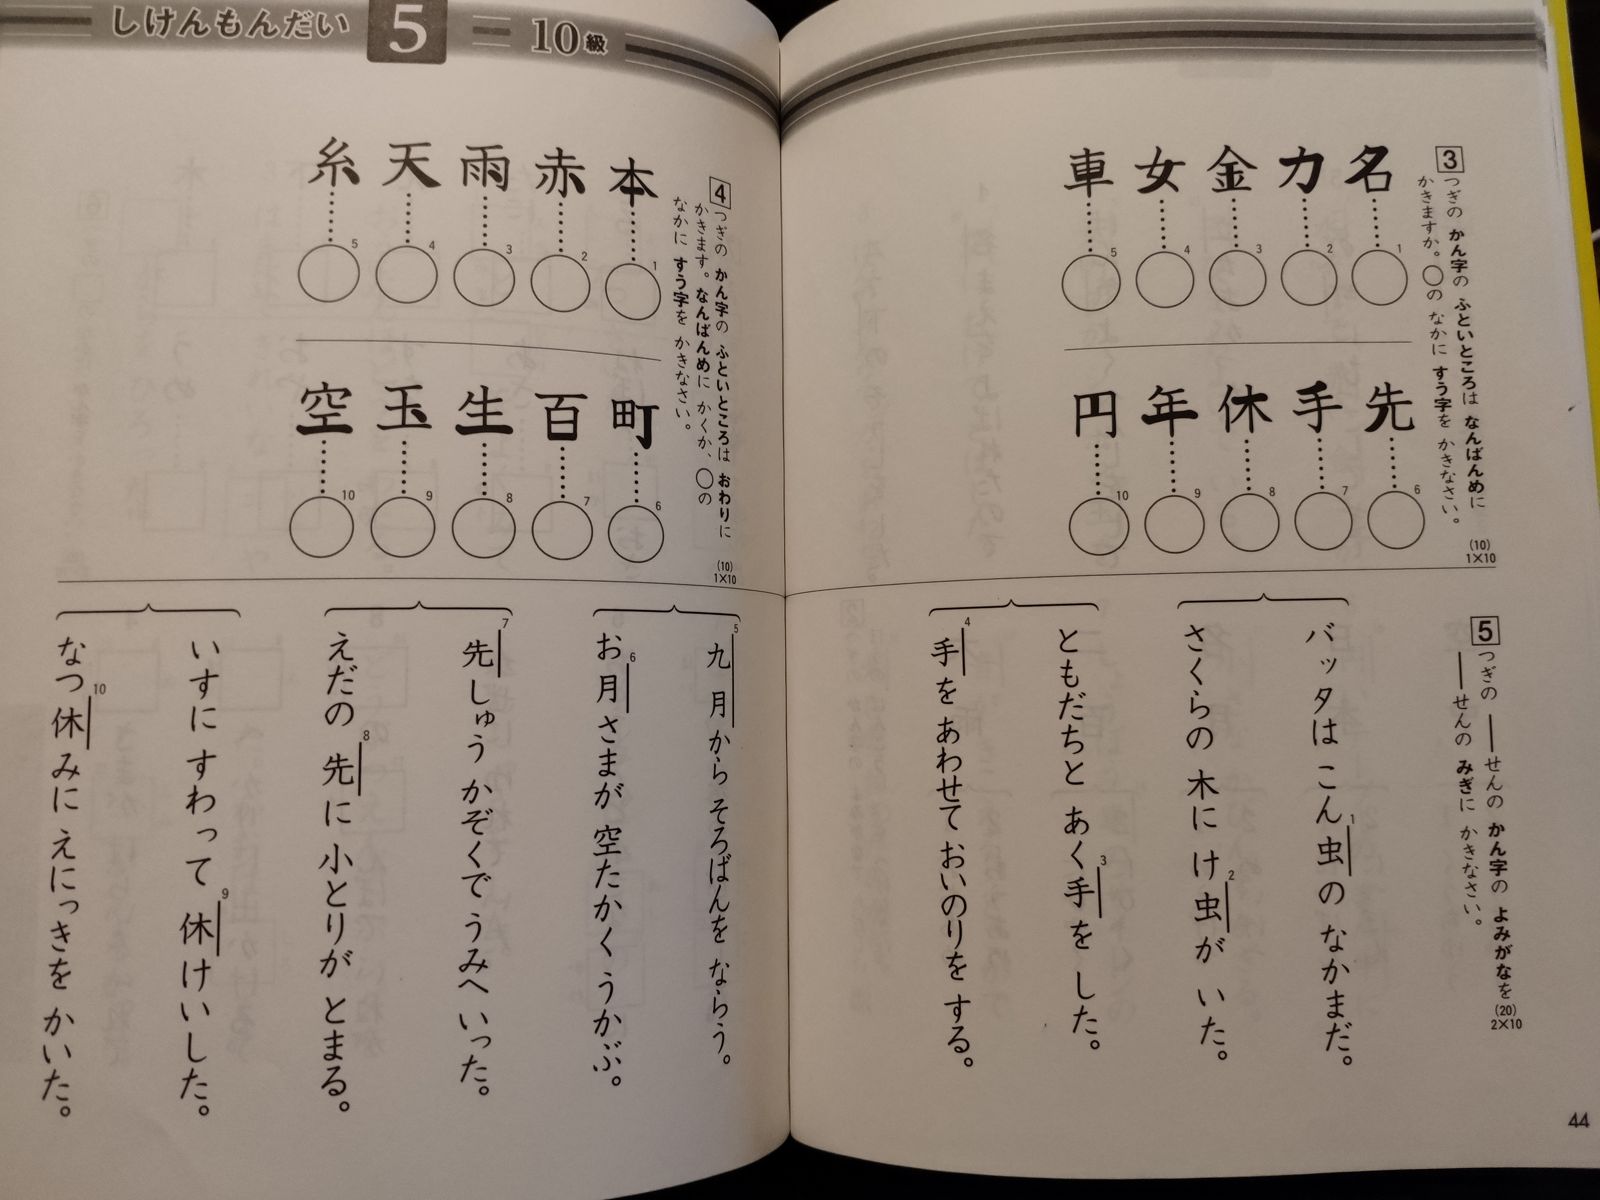 しけんもんだい 5 10級
3 つぎの かん字の ふといところは なんばんめに
かきますか。○の なかに すう字を かきなさい。
(10)
1×10
名 1
力 2
金 3
女 4
車 5
先 6
手 7
休 8
年 9
円 10
4 つぎの かん字の ふといところは おわりに
かきます。なんばんめに かくか、○の
なかに すう字を かきなさい。
(10)
1×10
本 1
赤 2
雨 3
天 4
糸 5
町 6
百 7
生 8
玉 9
空 10
5 つぎの ――せんの かん字の よみがなを
――せんの みぎに かきなさい。
(20)
2×10
バッタは こん虫の なかまだ。
1
さくらの 木に け虫が いた。
2
ともだちと あく手を した。
3
手を あわせて おいのりを する。
4
九月から そろばんを ならう。
5
お月さまが 空たかく うかぶ。
6
先しゅう かぞくで うみへ いった。
7
えだの 先に 小とりが とまる。
8
いすに すわって 休けいした。
9
なつ休みに えにっきを かいた。
10
44